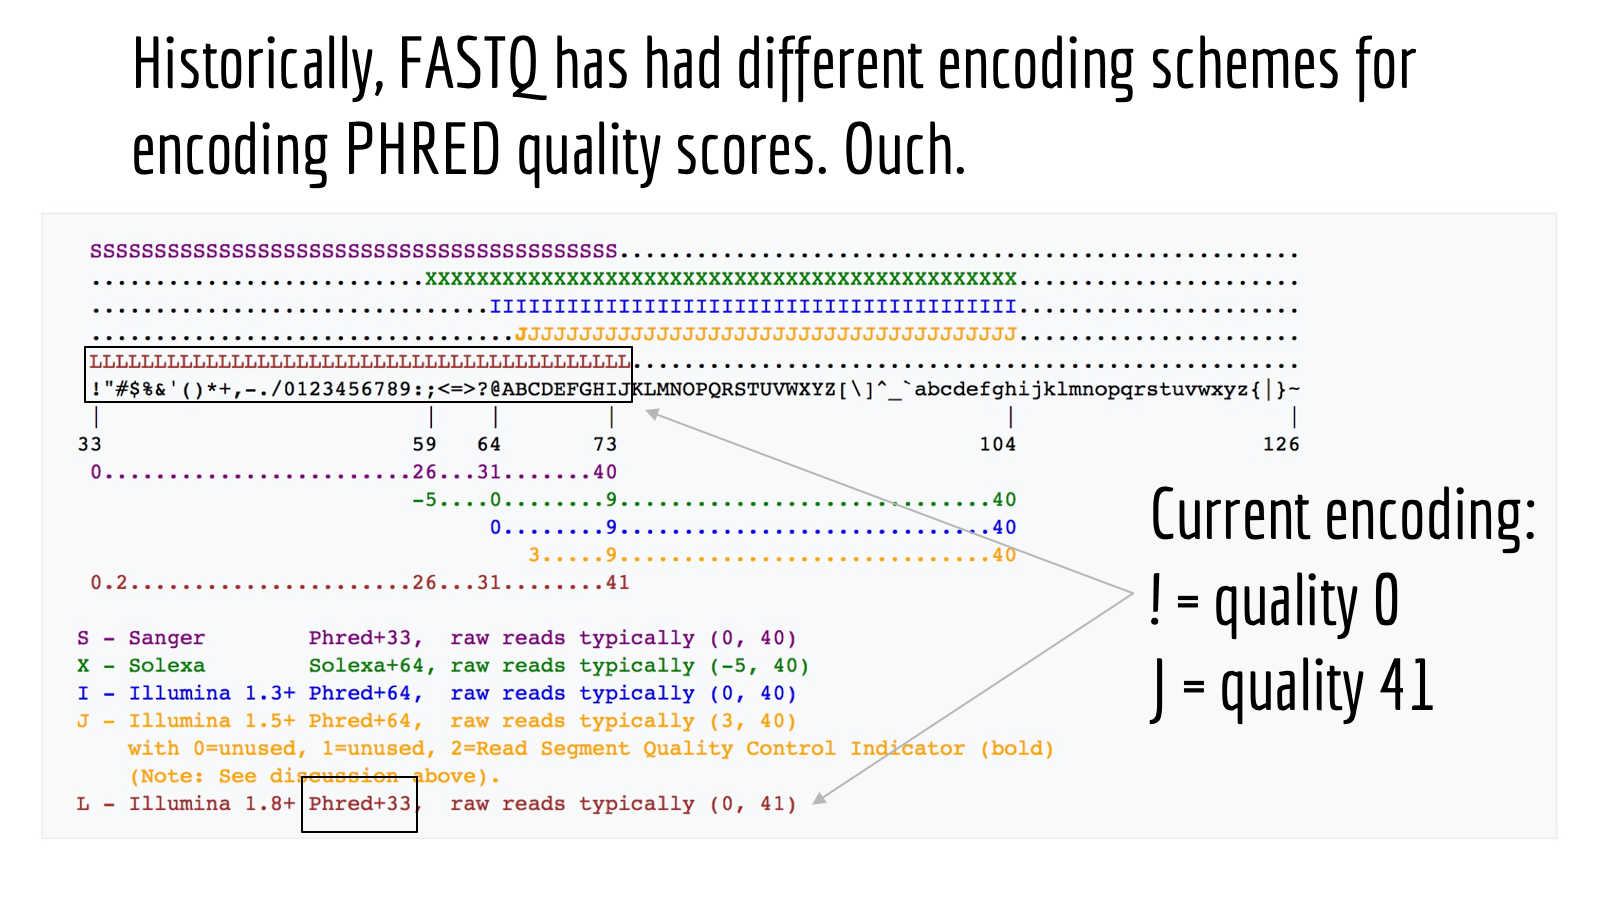 Historically, FASTQ has had different encoding schemes for
encoding PHRED quality scores. Ouch.
SSSSSSSSSSSSSSSSSSSSSSSSSSSSSSSSSSSSSSSSS.....................................................
..........................XXXXXXXXXXXXXXXXXXXXXXXXXXXXXXXXXXXXXXXXXXXXXX......................
...............................IIIIIIIIIIIIIIIIIIIIIIIIIIIIIIIIIIIIIIIII......................
.................................JJJJJJJJJJJJJJJJJJJJJJJJJJJJJJJJJJJJJJJ......................
LLLLLLLLLLLLLLLLLLLLLLLLLLLLLLLLLLLLLLLLLL....................................................
!"#$%&'()*+,-./0123456789:;<=>?@ABCDEFGHIJKLMNOPQRSTUVWXYZ[\]^_`abcdefghijklmnopqrstuvwxyz{|}~
| | | | | |
33 59 64 73 104 126
0........................26...31.......40
-5....0........9.............................40
0........9.............................40
3.....9.............................40
0.2......................26...31........41
S - Sanger Phred+33, raw reads typically (0, 40)
X - Solexa Solexa+64, raw reads typically (-5, 40)
I - Illumina 1.3+ Phred+64, raw reads typically (0, 40)
J - Illumina 1.5+ Phred+64, raw reads typically (3, 40)
with 0=unused, 1=unused, 2=Read Segment Quality Control Indicator (bold)
(Note: See discussion above).
L - Illumina 1.8+ Phred+33, raw reads typically (0, 41)
Current encoding:
! = quality 0
J = quality 41